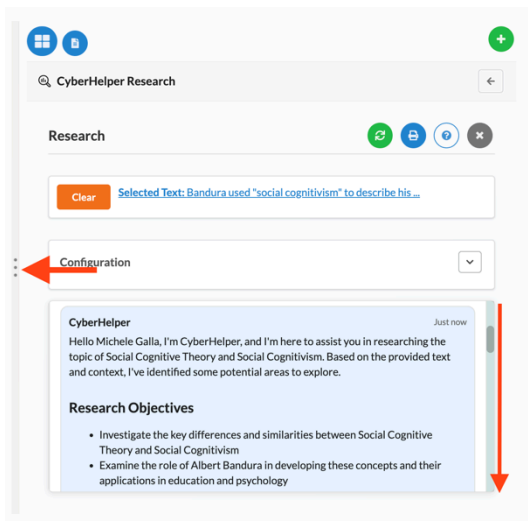 CyberHelper Research
Research
Clear
Selected Text: Bandura used "social cognitivism" to describe his ...
Configuration
CyberHelper
Just now
Hello Michele Galla, I'm CyberHelper, and I'm here to assist you in researching the
topic of Social Cognitive Theory and Social Cognitivism. Based on the provided text
and context, I've identified some potential areas to explore.
Research Objectives
• Investigate the key differences and similarities between Social Cognitive
Theory and Social Cognitivism
• Examine the role of Albert Bandura in developing these concepts and their
applications in education and psychology